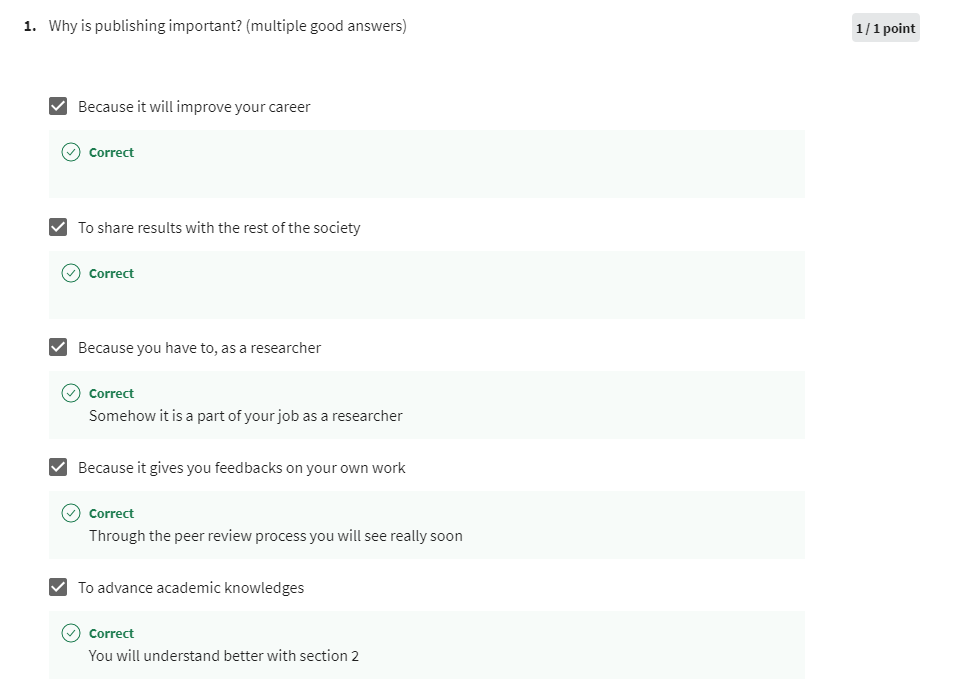 1. Why is publishing important? (multiple good answers)
1 / 1 point
Because it will improve your career
Correct
To share results with the rest of the society
Correct
Because you have to, as a researcher
Correct
Somehow it is a part of your job as a researcher
Because it gives you feedbacks on your own work
Correct
Through the peer review process you will see really soon
To advance academic knowledges
Correct
You will understand better with section 2